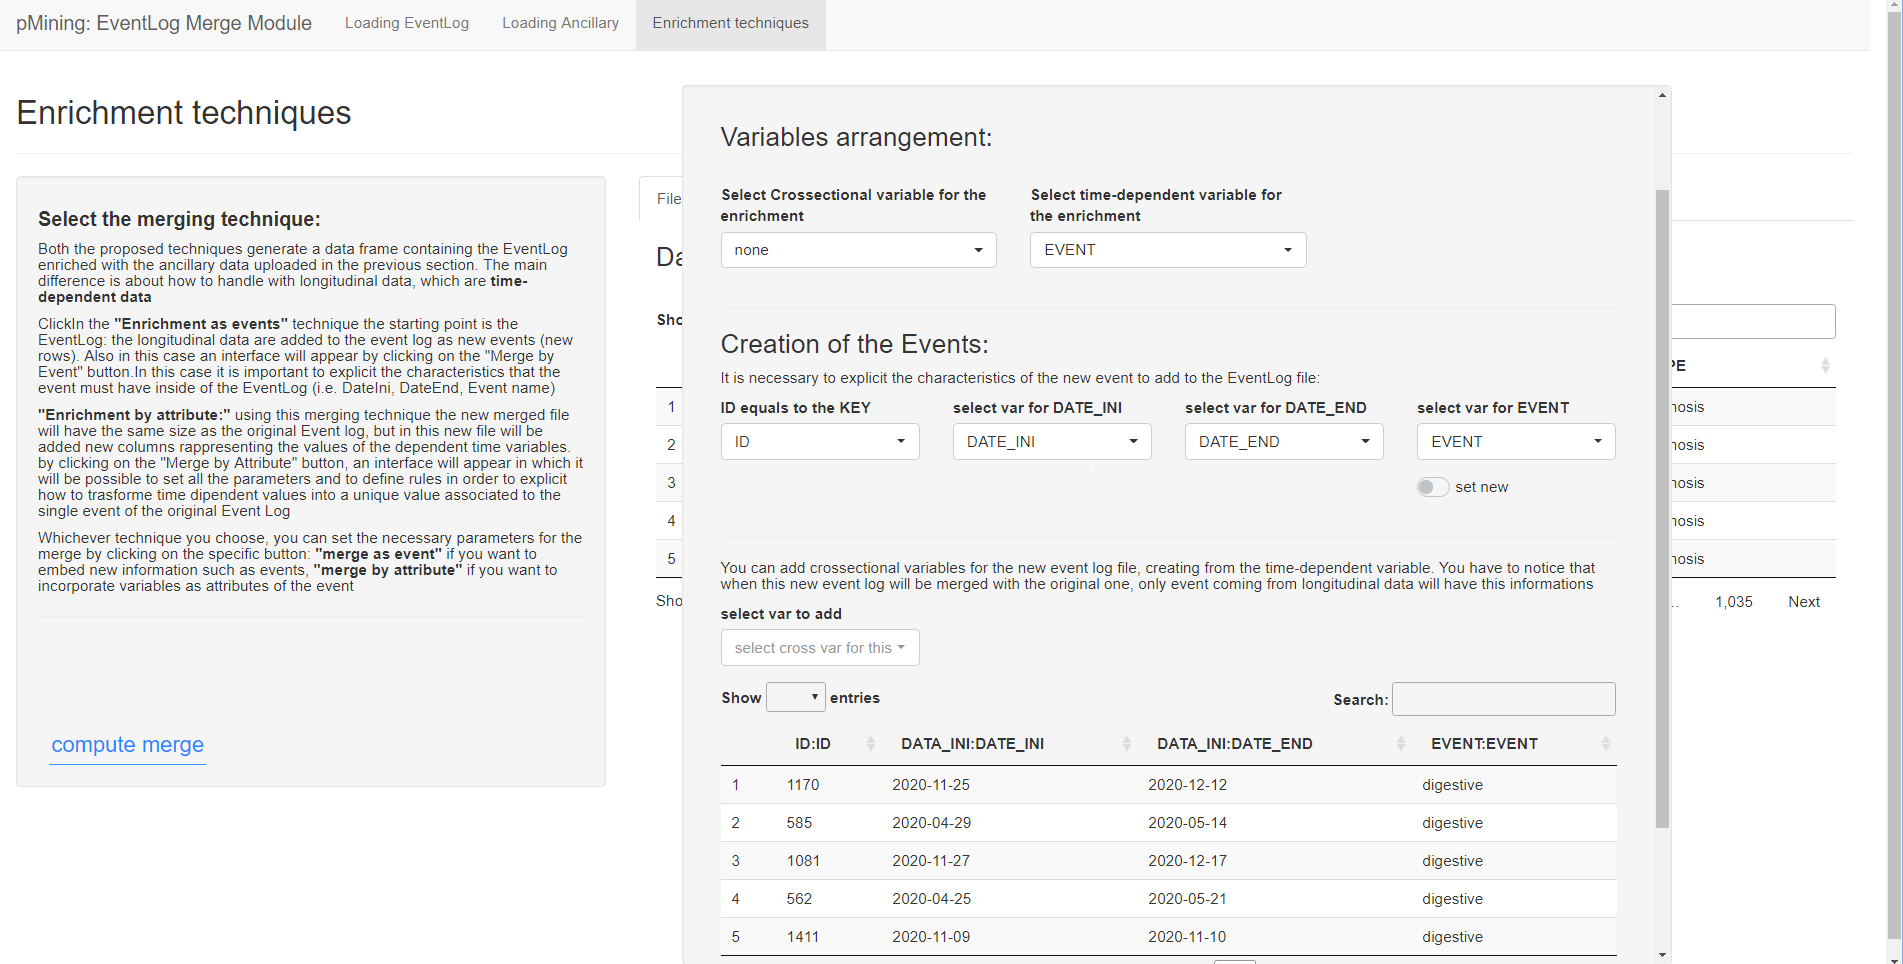 pMining: EventLog Merge Module Loading EventLog Loading Ancillary Enrichment techniques
Enrichment techniques
Select the merging technique:
Both the proposed techniques generate a data frame containing the EventLog
enriched with the ancillary data uploaded in the previous section. The main
difference is about how to handle with longitudinal data, which are time-
dependent data
ClickIn the "Enrichment as events" technique the starting point is the
EventLog: the longitudinal data are added to the event log as new events (new
rows). Also in this case an interface will appear by clicking on the "Merge by
Event" button.In this case it is important to explicit the characteristics that the
event must have inside of the EventLog (i.e. DateIni, DateEnd, Event name)
"Enrichment by attribute:" using this merging technique the new merged file
will have the same size as the original Event log, but in this new file will be
added new columns rappresenting the values of the dependent time variables.
by clicking on the "Merge by Attribute" button, an interface will appear in which it
will be possible to set all the parameters and to define rules in order to explicit
how to trasforme time dipendent values into a unique value associated to the
single event of the original Event Log
Whichever technique you choose, you can set the necessary parameters for the
merge by clicking on the specific button: "merge as event" if you want to
embed new information such as events, "merge by attribute" if you want to
incorporate variables as attributes of the event
compute merge
File
Da
Sho
1
2
3
4
5
Sho
Variables arrangement:
Select Crossectional variable for the
enrichment
none
Select time-dependent variable for
the enrichment
EVENT
Creation of the Events:
It is necessary to explicit the characteristics of the new event to add to the EventLog file:
ID equals to the KEY select var for DATE_INI select var for DATE_END select var for EVENT
ID DATE_INI DATE_END EVENT
set new
You can add crossectional variables for the new event log file, creating from the time-dependent variable. You have to notice that
when this new event log will be merged with the original one, only event coming from longitudinal data will have this informations
select var to add
select cross var for this
Show entries Search:
ID:ID DATA_INI:DATE_INI DATA_INI:DATE_END EVENT:EVENT
1 1170 2020-11-25 2020-12-12 digestive
2 585 2020-04-29 2020-05-14 digestive
3 1081 2020-11-27 2020-12-17 digestive
4 562 2020-04-25 2020-05-21 digestive
5 1411 2020-11-09 2020-11-10 digestive
PE
nosis
nosis
nosis
nosis
nosis
… 1,035 Next